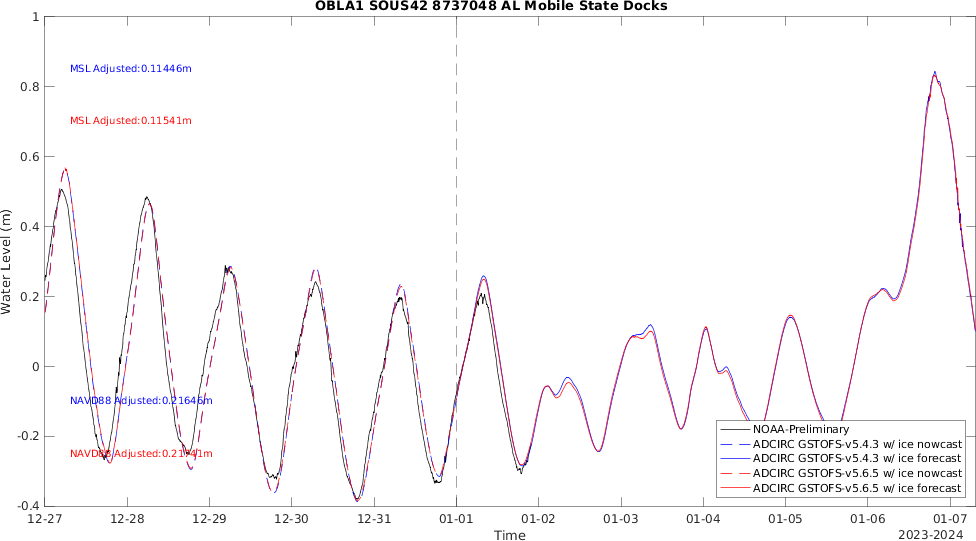 OBLA1 SOUS42 8737048 AL Mobile State Docks
1
MSL Adjusted:0.11446m
0.8
MSL Adjusted:0.11541m
0.6
0.4
Water Level (m)
0.2
0
NAVD88 Adjusted:0.21646m
-0.2
NAVD88 Adjusted:0.21741m
NOAA-Preliminary
ADCIRC GSTOFS-v5.4.3 w/ ice nowcast
ADCIRC GSTOFS-v5.4.3 w/ ice forecast
ADCIRC GSTOFS-v5.6.5 w/ ice nowcast
ADCIRC GSTOFS-v5.6.5 w/ ice forecast
-0.4
12-27 12-28 12-29 12-30 12-31 01-01 01-02 01-03 01-04 01-05 01-06 01-07
Time
2023-2024